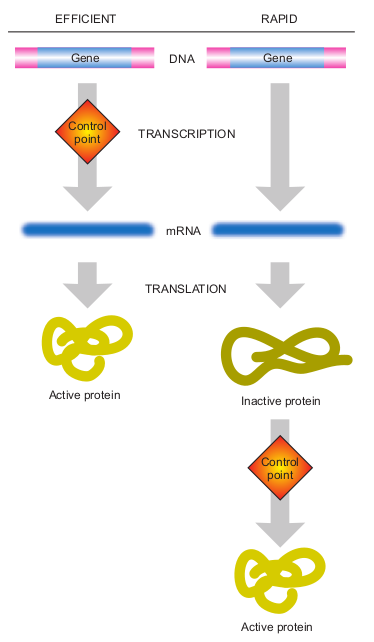 EFFICIENT RAPID
Gene DNA Gene
Control
point
TRANSCRIPTION
mRNA
TRANSLATION
Active protein
Inactive protein
Control
point
Active protein